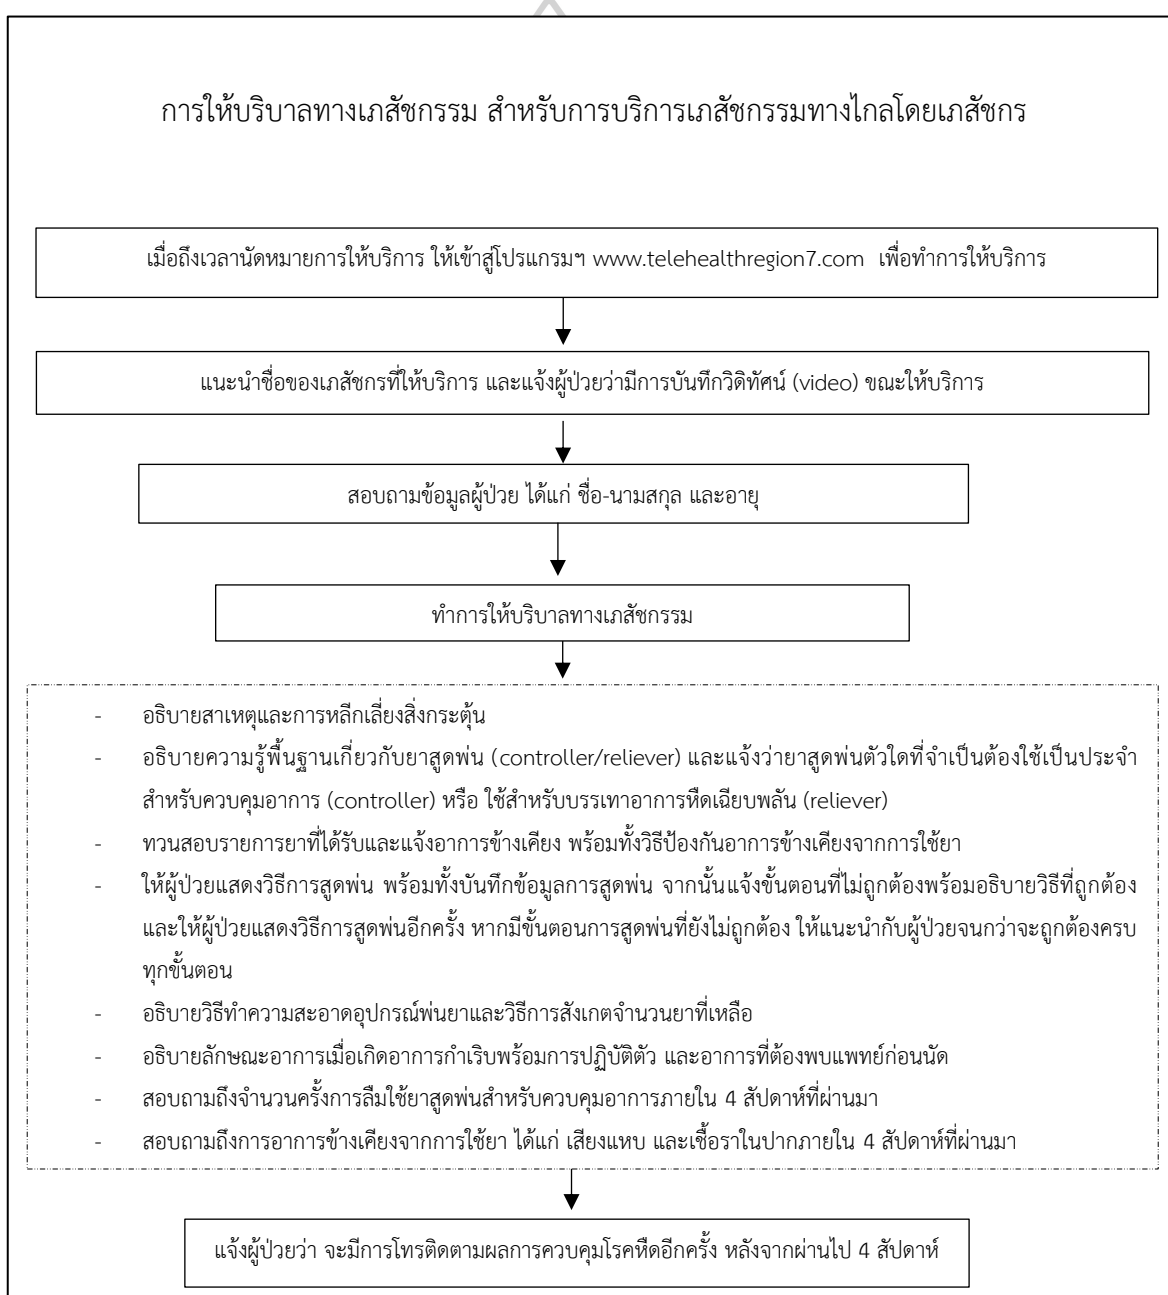 การให้บริบาลทางเภสัชกรรม สำหรับการบริการเภสัชกรรมทางไกลโดยเภสัชกร
เมื่อถึงเวลานัดหมายการให้บริการ ให้เข้าสู่โปรแกรมฯ www.telehealthregion7.com เพื่อทำการให้บริการ
แนะนำชื่อของเภสัชกรที่ให้บริการ และแจ้งผู้ป่วยว่ามีการบันทึกวิดิทัศน์ (video) ขณะให้บริการ
สอบถามข้อมูลผู้ป่วย ได้แก่ ชื่อ-นามสกุล และอายุ
ทำการให้บริบาลทางเภสัชกรรม
- อธิบายสาเหตุและการหลีกเลี่ยงสิ่งกระตุ้น
- อธิบายความรู้พื้นฐานเกี่ยวกับยาสูดพ่น (controller/reliever) และแจ้งว่ายาสูดพ่นตัวใดที่จำเป็นต้องใช้เป็นประจำ
สำหรับควบคุมอาการ (controller) หรือ ใช้สำหรับบรรเทาอาการหืดเฉียบพลัน (reliever)
- ทวนสอบรายการยาที่ได้รับและแจ้งอาการข้างเคียง พร้อมทั้งวิธีป้องกันอาการข้างเคียงจากการใช้ยา
- ให้ผู้ป่วยแสดงวิธีการสูดพ่น พร้อมทั้งบันทึกข้อมูลการสูดพ่น จากนั้นแจ้งขั้นตอนที่ไม่ถูกต้องพร้อมอธิบายวิธีที่ถูกต้อง
และให้ผู้ป่วยแสดงวิธีการสูดพ่นอีกครั้ง หากมีขั้นตอนการสูดพ่นที่ยังไม่ถูกต้อง ให้แนะนำกับผู้ป่วยจนกว่าจะถูกต้องครบ
ทุกขั้นตอน
- อธิบายวิธีทำความสะอาดอุปกรณ์พ่นยาและวิธีการสังเกตจำนวนยาที่เหลือ
- อธิบายลักษณะอาการเมื่อเกิดอาการกำเริบพร้อมการปฏิบัติตัว และอาการที่ต้องพบแพทย์ก่อนนัด
- สอบถามถึงจำนวนครั้งการลืมใช้ยาสูดพ่นสำหรับควบคุมอาการภายใน 4 สัปดาห์ที่ผ่านมา
- สอบถามถึงการอาการข้างเคียงจากการใช้ยา ได้แก่ เสียงแหบ และเชื้อราในปากภายใน 4 สัปดาห์ที่ผ่านมา
แจ้งผู้ป่วยว่า จะมีการโทรติดตามผลการควบคุมโรคหืดอีกครั้ง หลังจากผ่านไป 4 สัปดาห์